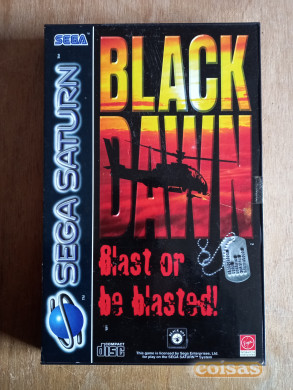 SEGA
SEGA SATURN
BLACK
DAWN
Blast or
be blasted!
COMPACT
disc
This game is licensed by Sega Enterprises, Ltd.
for play on the SEGA SATURN™ System
coisas